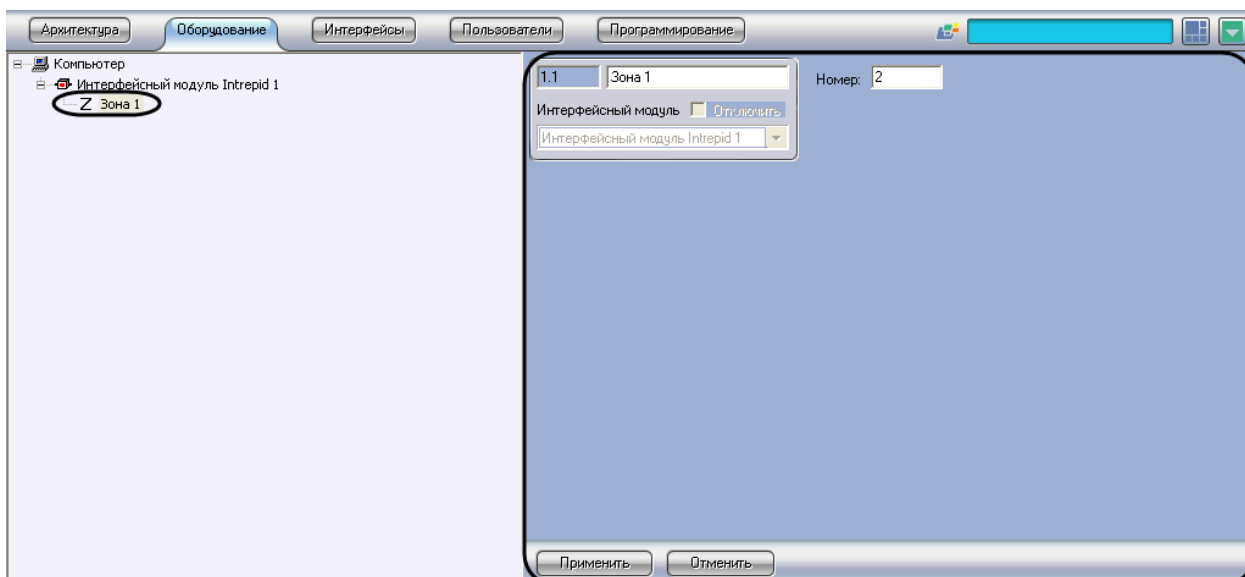 Архитектура Оборудование Интерфейсы Пользователи Программирование
Компьютер
Интерфейсный модуль Intrepid 1
Z Зона 1
1.1 Зона 1 Номер: 2
Интерфейсный модуль Отключить
Интерфейсный модуль Intrepid 1
Применить Отменить